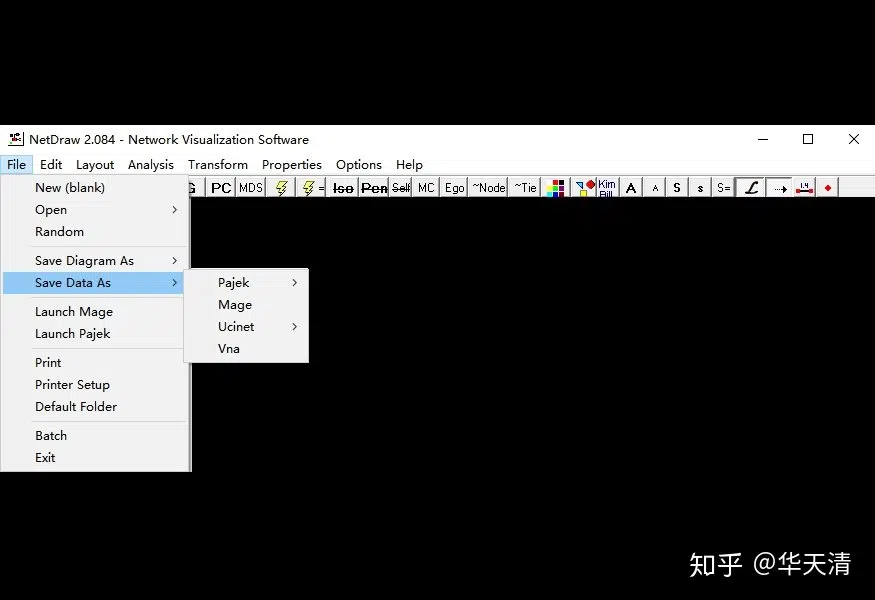 NetDraw 2.084 - Network Visualization Software
File Edit Layout Analysis Transform Properties Options Help
PC MDS = Iso Pen Self MC Ego ~Node ~Tie Kim Bill A A S s S= L 1.4
New (blank)
Open
Random
Save Diagram As
Save Data As
Pajek
Mage
Ucinet
Vna
Launch Mage
Launch Pajek
Print
Printer Setup
Default Folder
Batch
Exit
知乎 @华天清